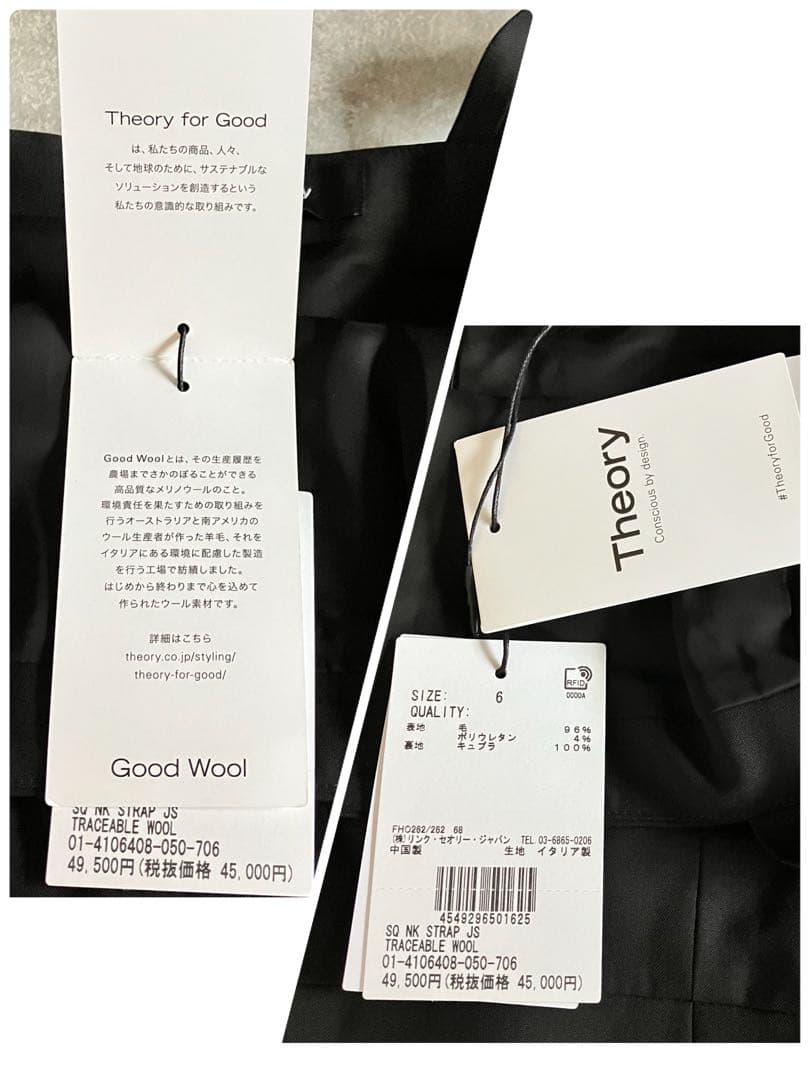 Theory for Good
は、私たちの商品、人々、
そして地球のために、サステナブルな
ソリューションを創造するという
私たちの意識的な取り組みです。
Good Woolとは、その生産履歴を
農場までさかのぼることができる
高品質なメリノウールのこと。
環境責任を果たすための取り組みを
行うオーストラリアと南アメリカの
ウール生産者が作った羊毛、それを
イタリアにある環境に配慮した製造
を行う工場で紡績しました。
はじめから終わりまで心を込めて
作られたウール素材です。
詳細はこちら
theory.co.jp/styling/
theory-for-good/
Good Wool
SQ NK STRAP JS
TRACEABLE WOOL
01-4106408-050-706
49,500円(税抜価格 45,000円)
y
Theory
Conscious by design.
#TheoryforGood
RFID
0000A
SIZE: 6
QUALITY:
表地 毛 96%
ポリウレタン 4%
裏地 キュプラ 100%
FHO262/262 68
(株)リンク・セオリー・ジャパン TEL.03-6865-0206
中国製 生地 イタリア製
4549296501625
SQ NK STRAP JS
TRACEABLE WOOL
01-4106408-050-706
49,500円(税抜価格 45,000円)